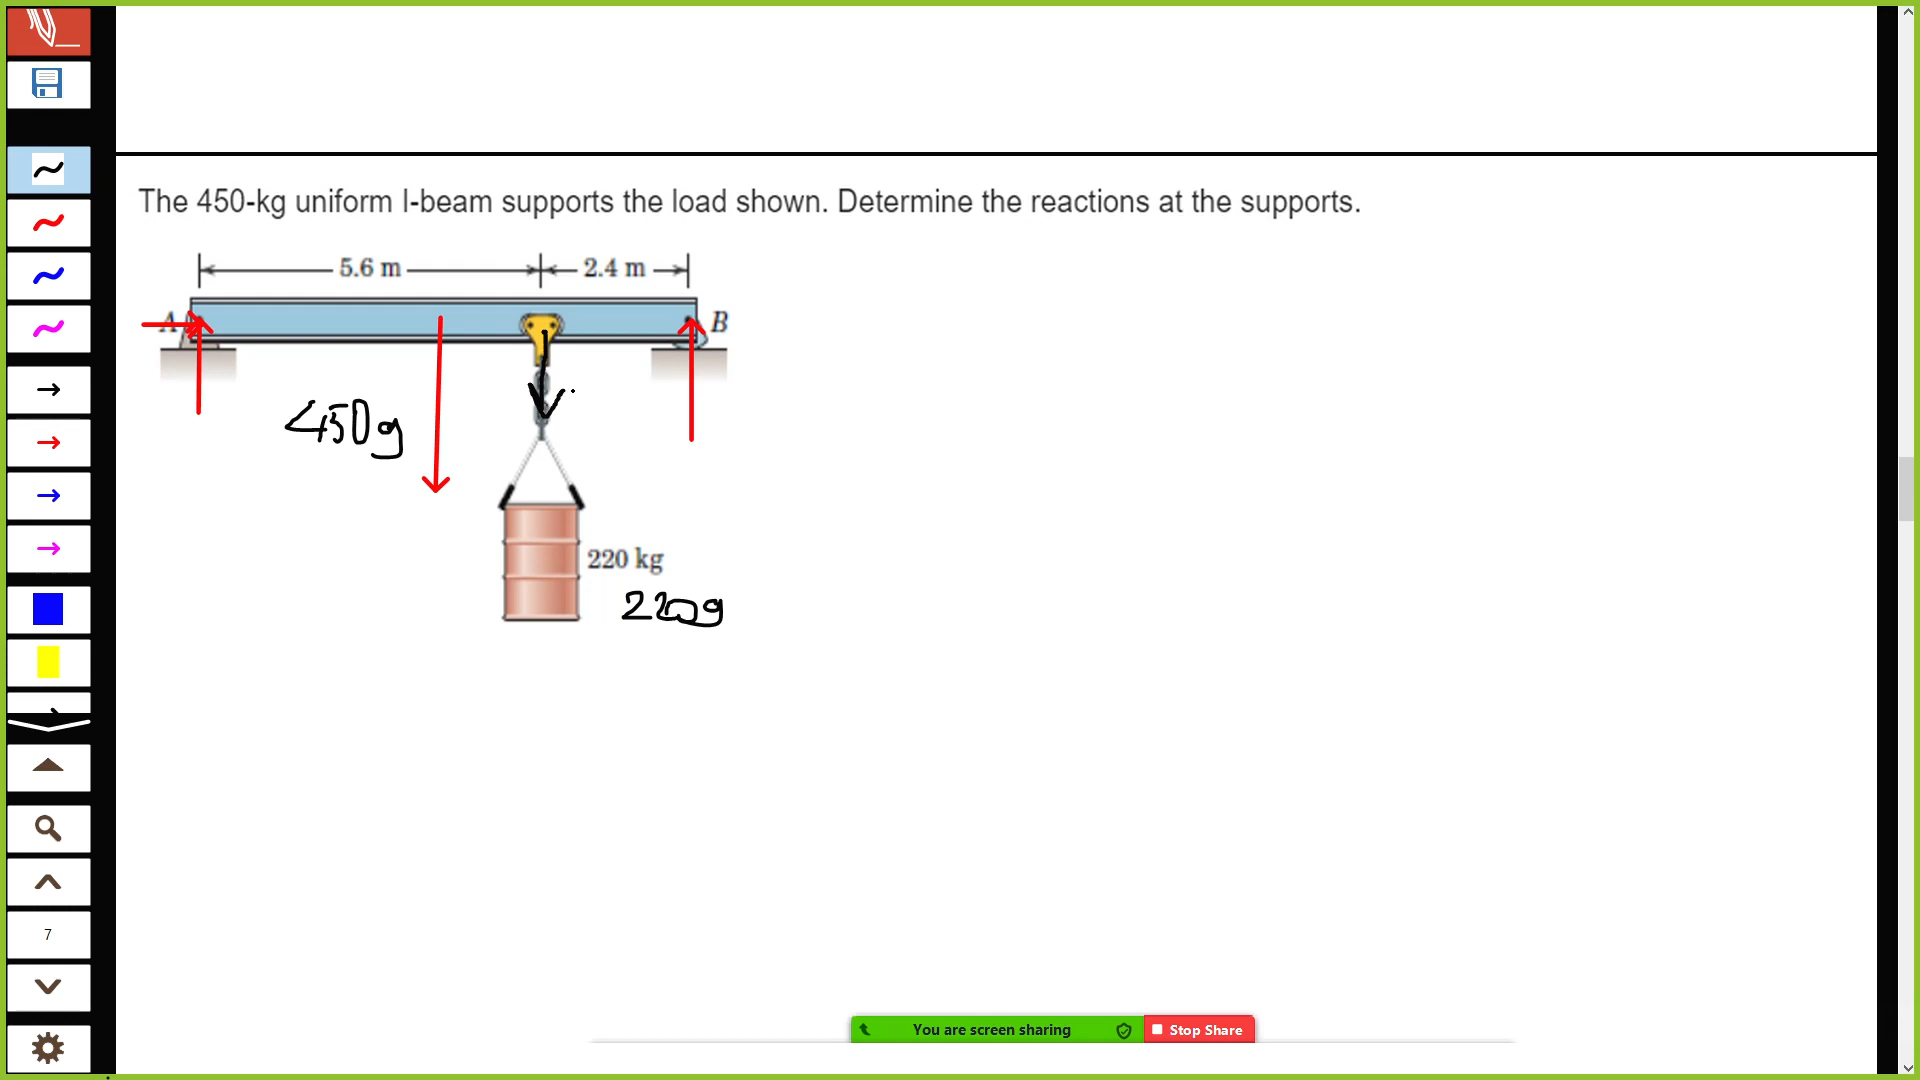 The 450-kg uniform I-beam supports the load shown. Determine the reactions at the supports.
5.6 m
2.4 m
A
B
450g
220 kg
220g
7
You are screen sharing
Stop Share